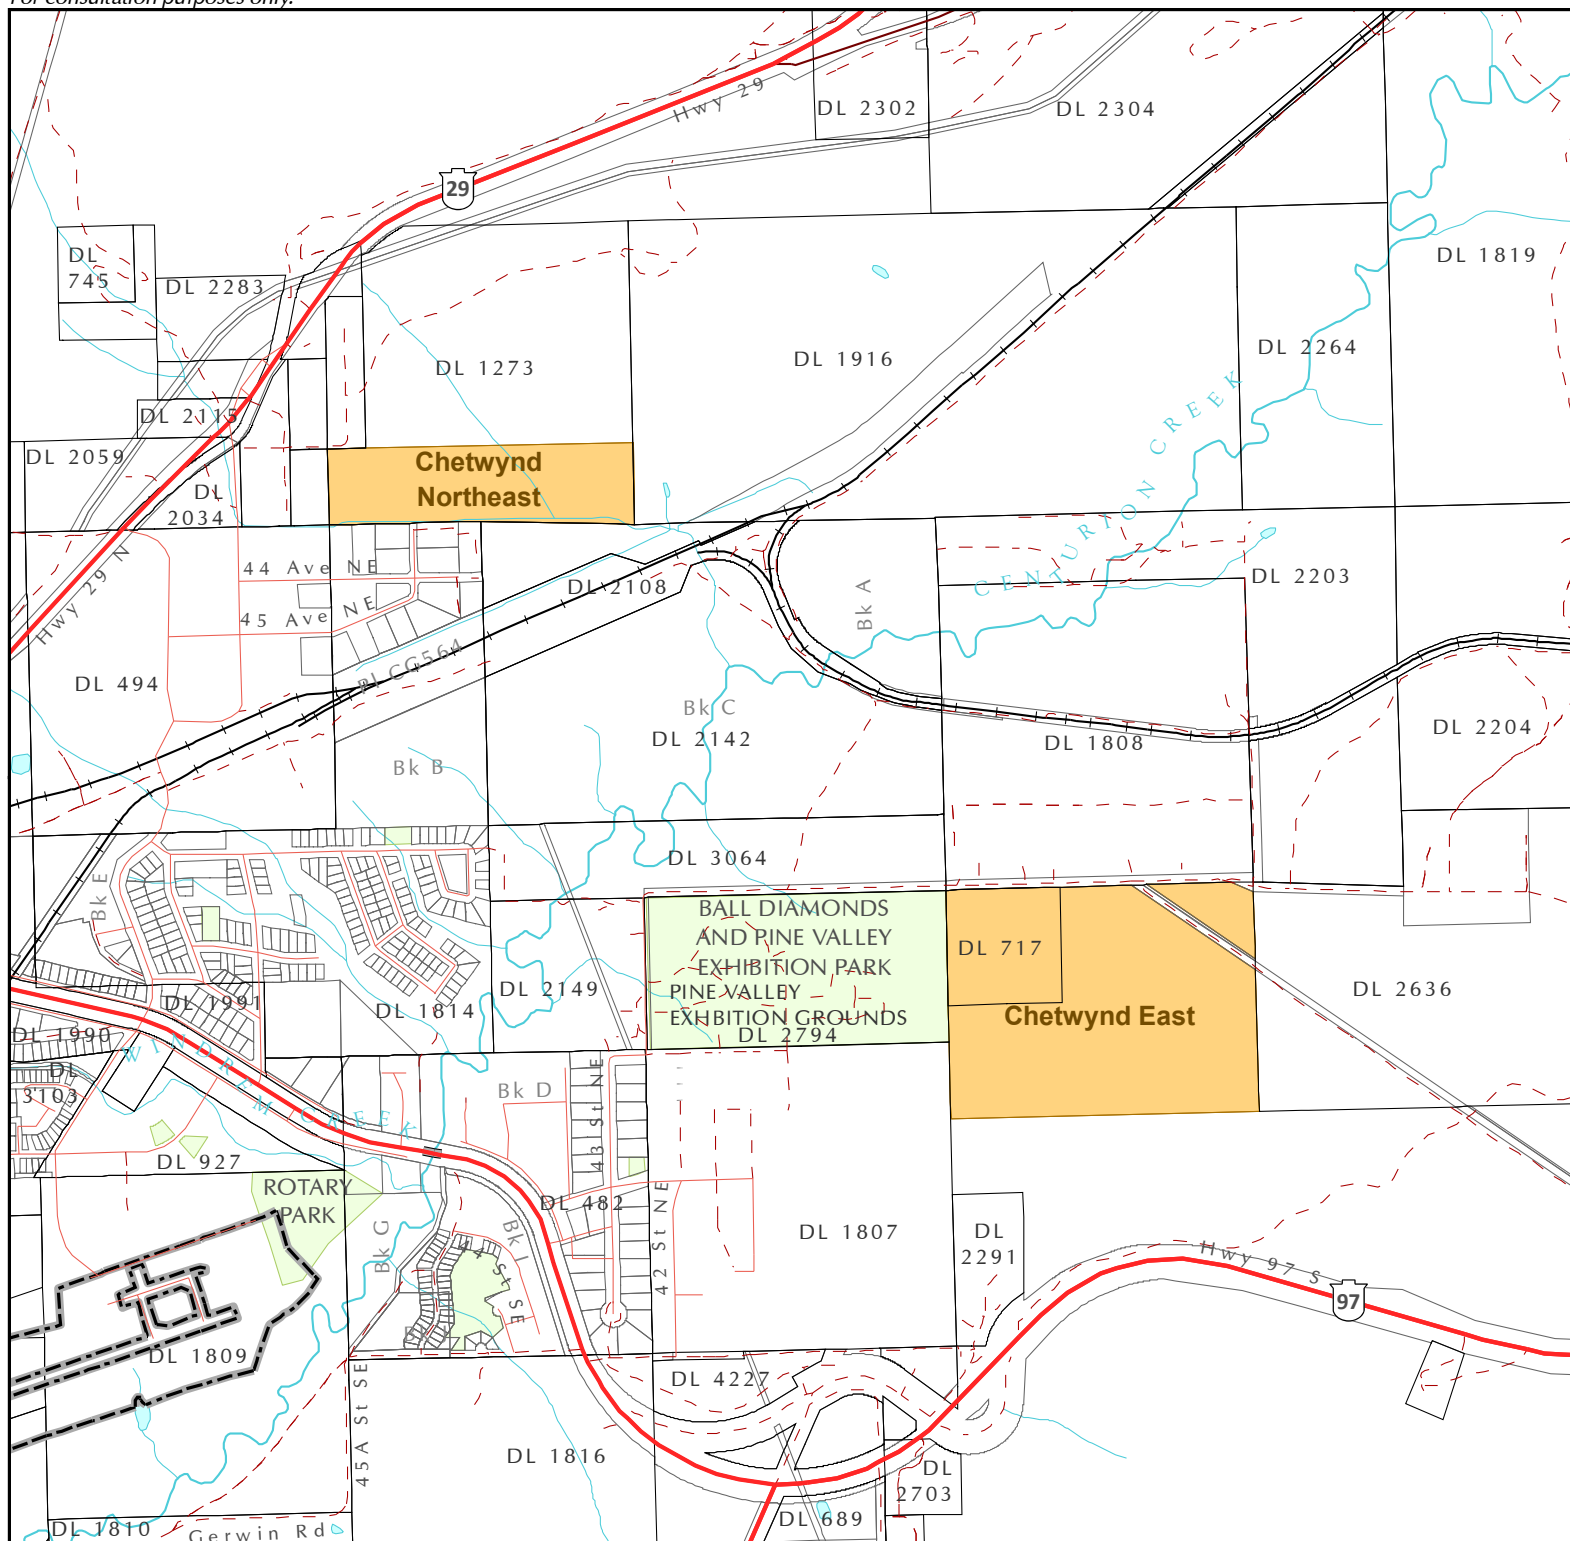 For consultation purposes only.
Hwy 29
DL 2302
DL 2304
29
DL
745
DL 2283
DL 1819
DL 1273
DL 1916
DL 2264
DL 2115
DL 2059
DL
2034
Chetwynd
Northeast
CENTURION CREEK
Hwy 29 N
44 Ave NE
45 Ave NE
DL 2108
Bk A
DL 2203
DL 494
PLCG564
Bk C
DL 2142
DL 1808
DL 2204
Bk B
DL 3064
Bk E
BALL DIAMONDS
AND PINE VALLEY
EXHIBITION PARK
PINE VALLEY
EXHBITION GROUNDS
DL 2794
DL 717
Chetwynd East
DL 2636
DL 2149
DL 1991
DL 1814
DL 1990
WINDREM CREEK
DL
3103
Bk D
43 St NE
DL 927
ROTARY
PARK
DL 482
42 St NE
DL 1807
DL
2291
Hwy 97 S
97
Bk G
Bk I
44 St SE
DL 1809
45A St SE
DL 4227
DL 1816
DL
2703
DL 689
DL 1810
Gerwin Rd